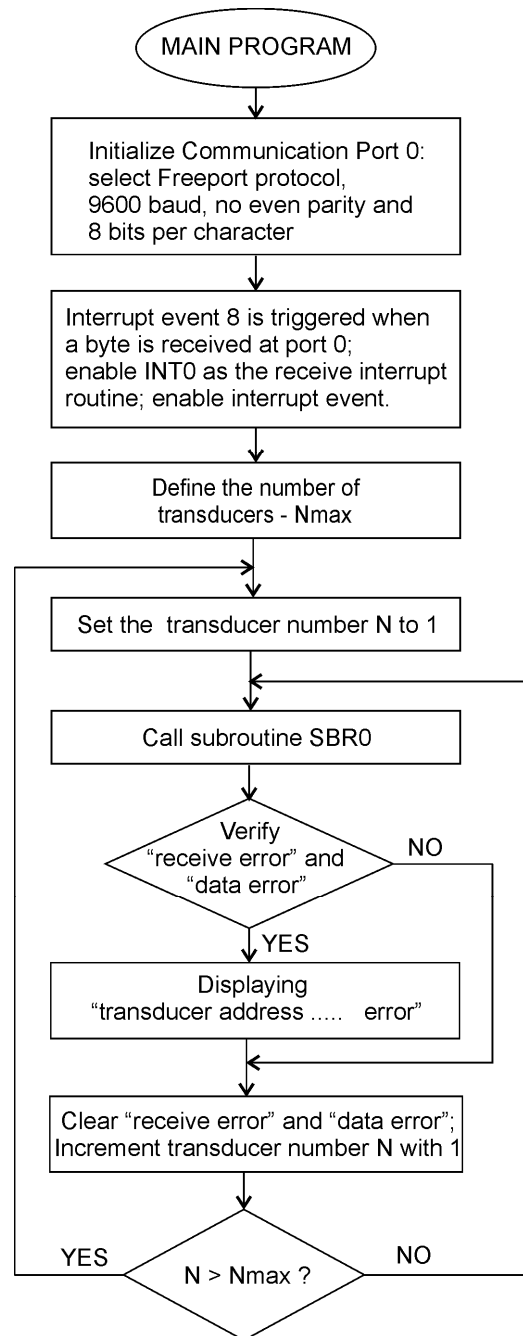 MAIN PROGRAM
Initialize Communication Port 0:
select Freeport protocol,
9600 baud, no even parity and
8 bits per character
Interrupt event 8 is triggered when
a byte is received at port 0;
enable INT0 as the receive interrupt
routine; enable interrupt event.
Define the number of
transducers - Nmax
Set the transducer number N to 1
Call subroutine SBR0
Verify
“receive error” and
“data error”
NO
YES
Displaying
“transducer address ..... error”
Clear “receive error” and “data error”;
Increment transducer number N with 1
YES
N > Nmax ?
NO